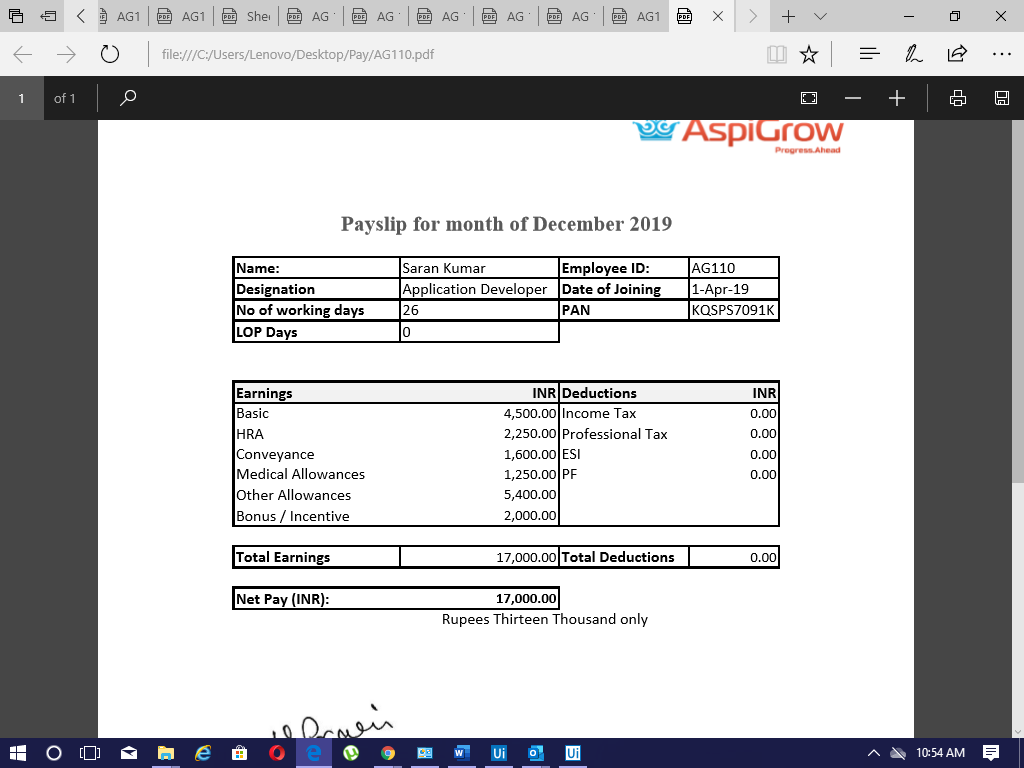 AG1 AG1 She AG AG AG AG AG AG1
file:///C:/Users/Lenovo/Desktop/Pay/AG110.pdf
1 of 1
AspiGrow
Progress.Ahead
Payslip for month of December 2019
Name: Saran Kumar Employee ID: AG110
Designation Application Developer Date of Joining 1-Apr-19
No of working days 26 PAN KQSPS7091K
LOP Days 0
Earnings INR Deductions INR
Basic 4,500.00 Income Tax 0.00
HRA 2,250.00 Professional Tax 0.00
Conveyance 1,600.00 ESI 0.00
Medical Allowances 1,250.00 PF 0.00
Other Allowances 5,400.00
Bonus / Incentive 2,000.00
Total Earnings 17,000.00 Total Deductions 0.00
Net Pay (INR): 17,000.00
Rupees Thirteen Thousand only
10:54 AM